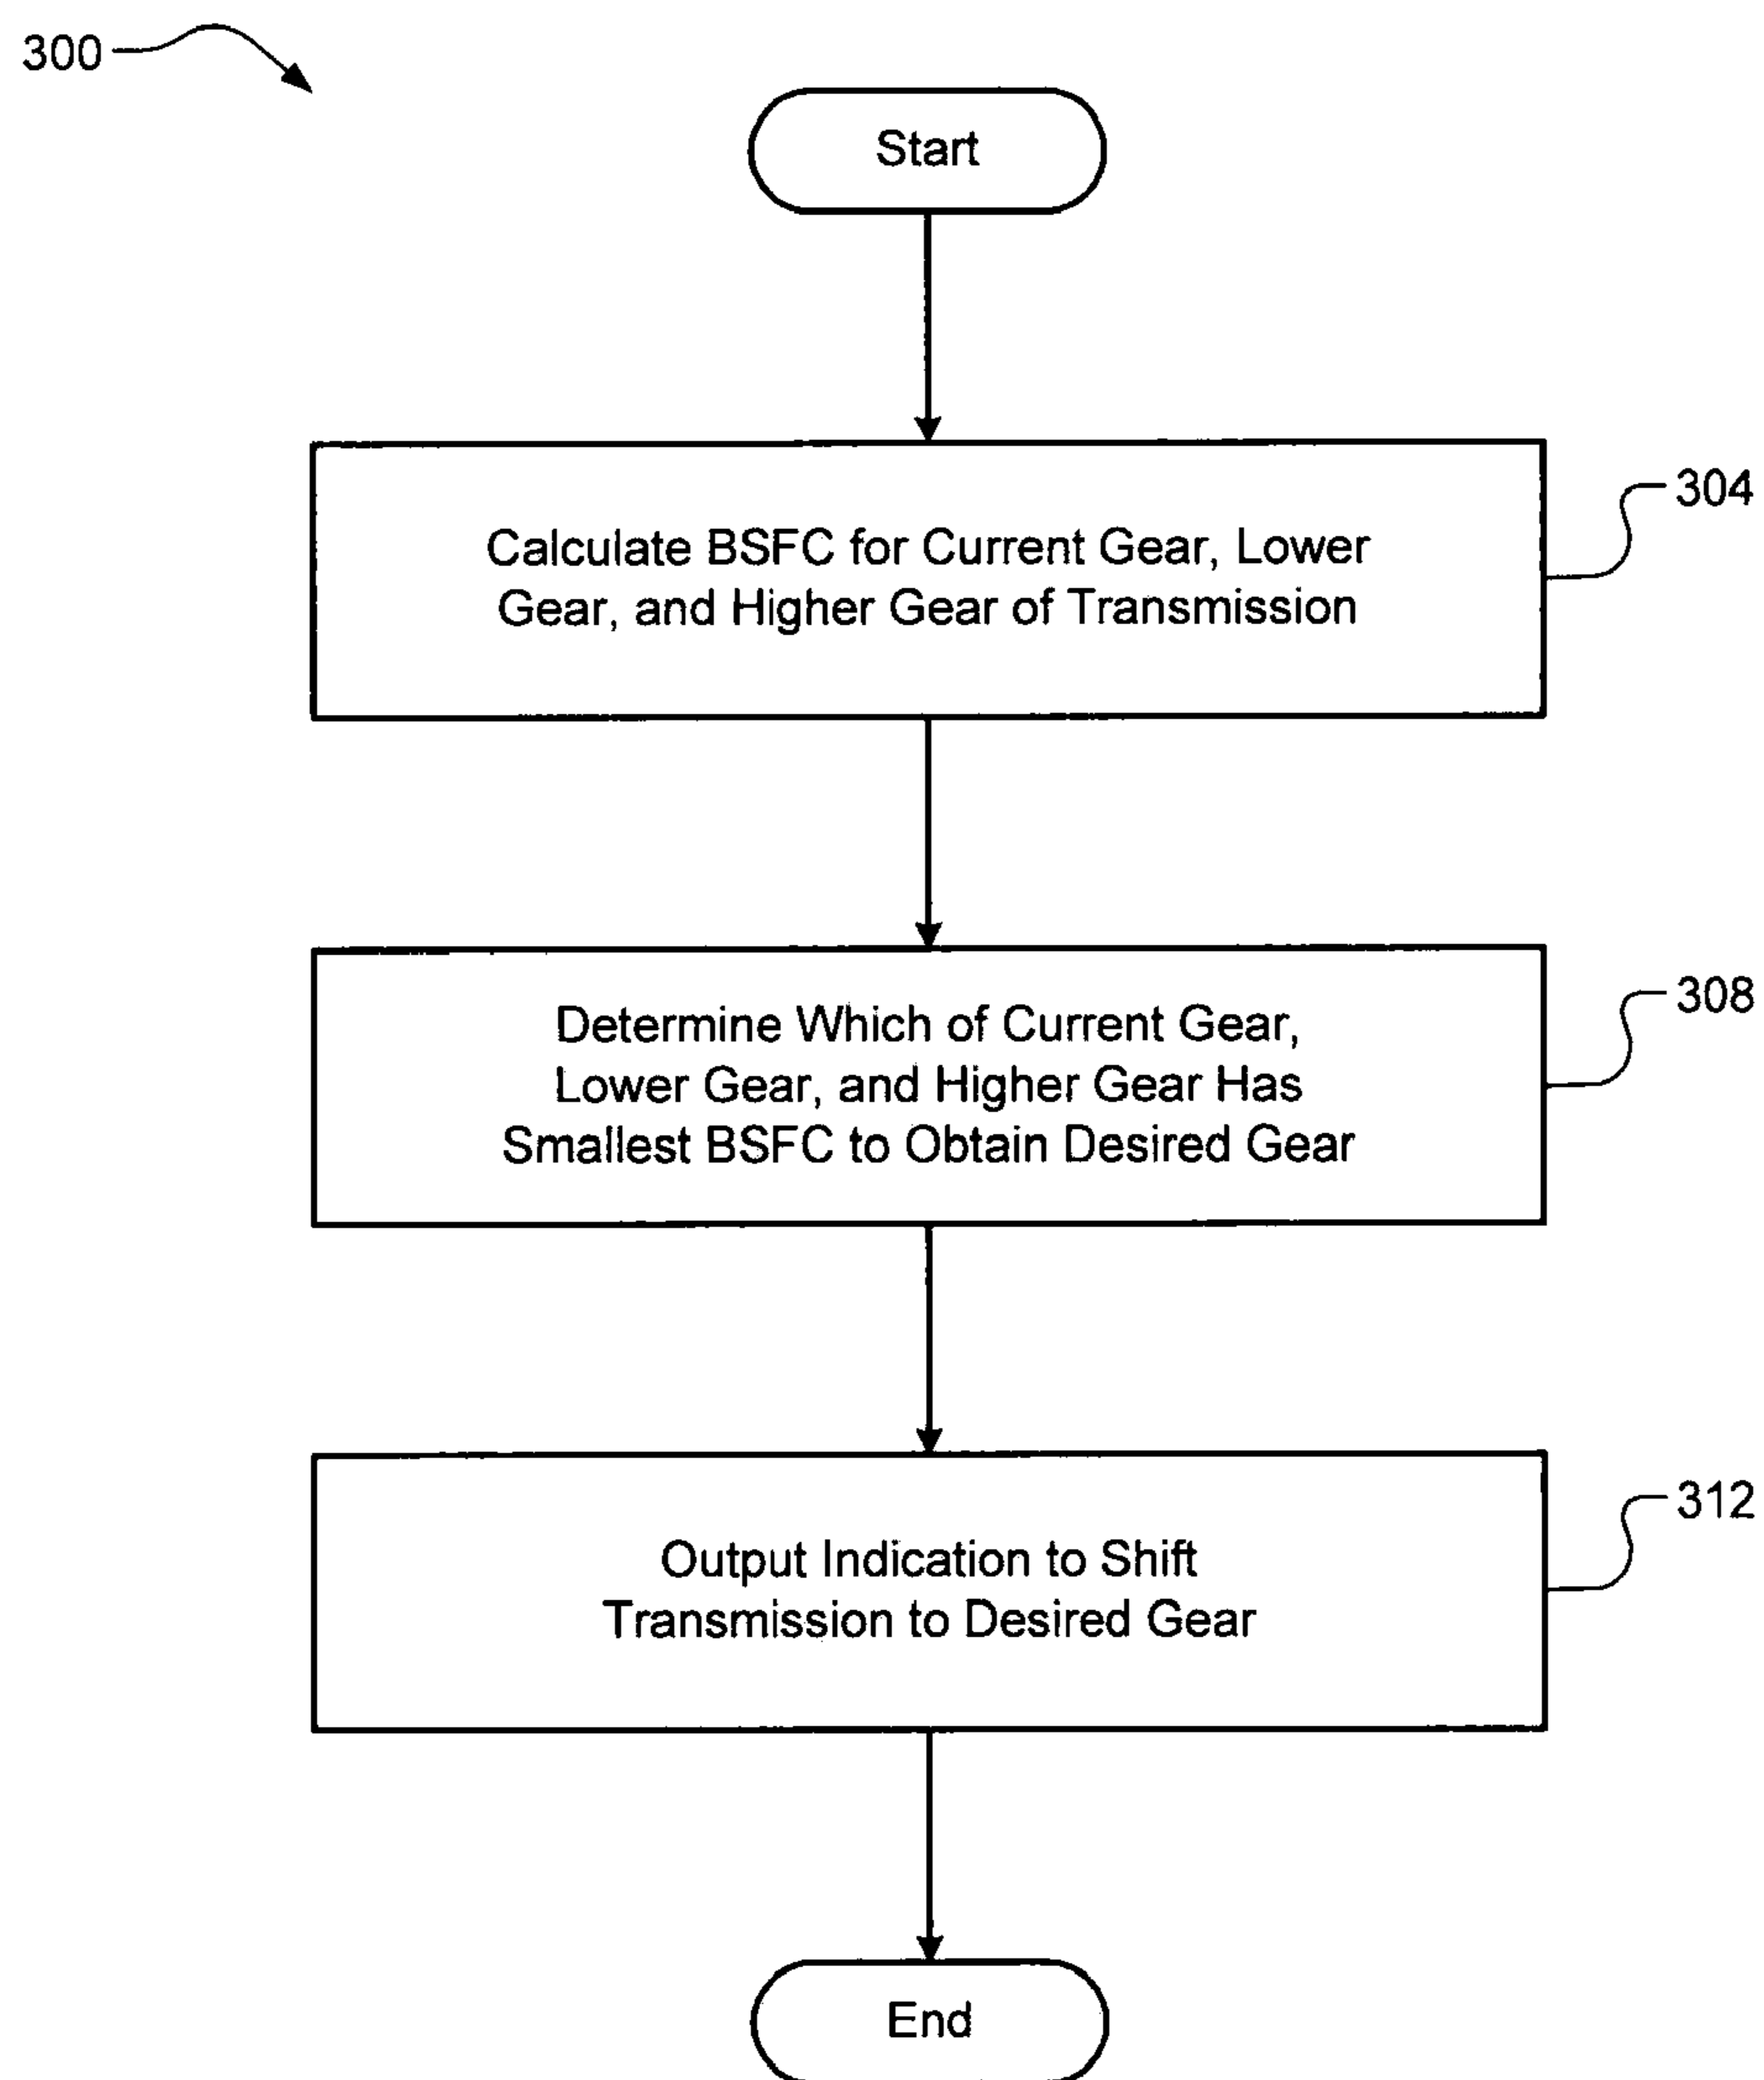 300
Start
Calculate BSFC for Current Gear, Lower
Gear, and Higher Gear of Transmission
304
Determine Which of Current Gear,
Lower Gear, and Higher Gear Has
Smallest BSFC to Obtain Desired Gear
308
Output Indication to Shift
Transmission to Desired Gear
312
End